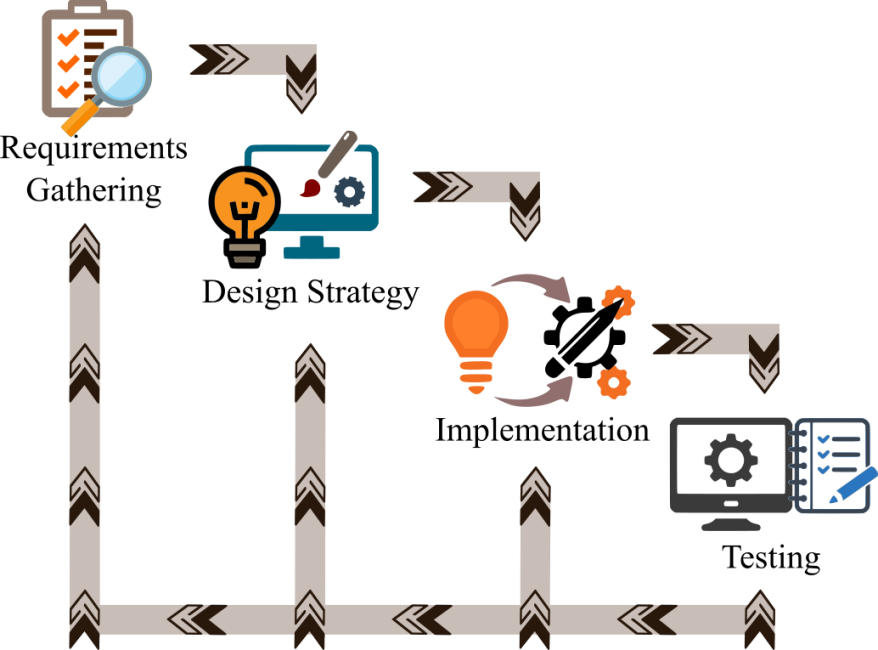 Requirements
Gathering
Design Strategy
Implementation
Testing